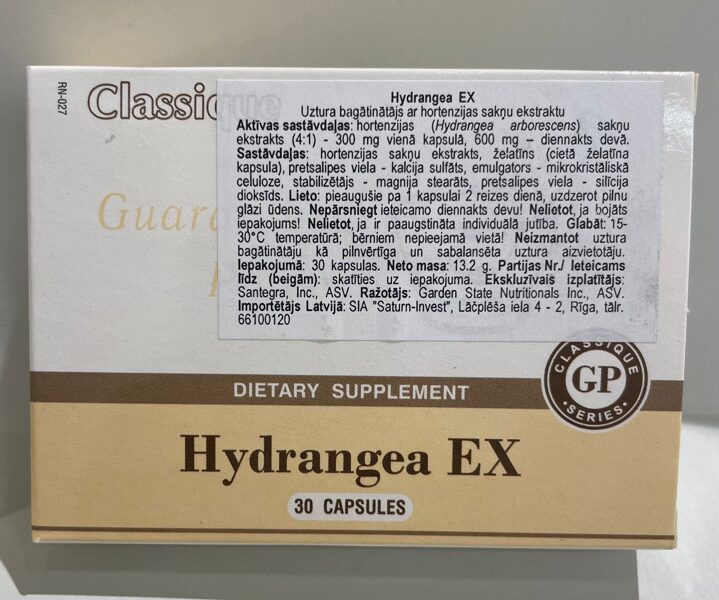 RN-027
Classique
Hydrangea EX
Uztura bagātinātājs ar hortenzijas sakņu ekstraktu
Aktīvas sastāvdaļas: hortenzijas (Hydrangea arborescens) sakņu
ekstrakts (4:1) - 300 mg vienā kapsulā, 600 mg – diennakts devā.
Sastāvdaļas: hortenzijas sakņu ekstrakts, želatīns (cietā želatīna
kapsula), pretsalipes viela - kalcija sulfāts, emulgators - mikrokristāliskā
celuloze, stabilizētājs - magnija stearāts, pretsalipes viela - silīcija
dioksīds. Lieto: pieaugušie pa 1 kapsulai 2 reizes dienā, uzdzerot pilnu
glāzi ūdens. Nepārsniegt ieteicamo diennakts devu! Nelietot, ja bojāts
iepakojums! Nelietot, ja ir paaugstināta individuālā jutība. Glabāt: 15-
30°C temperatūrā; bērniem nepieejamā vietā! Neizmantot uztura
bagātinātāju kā pilnvērtīga un sabalansēta uztura aizvietotāju.
Iepakojumā: 30 kapsulas. Neto masa: 13.2 g. Partijas Nr./ Ieteicams
līdz (beigām): skatīties uz iepakojuma. Ekskluzīvais izplatītājs:
Santegra, Inc., ASV. Ražotājs: Garden State Nutritionals Inc., ASV.
Importētājs Latvijā: SIA "Saturn-Invest", Lāčplēša iela 4 - 2, Rīga, tālr.
66100120
CLASSIQUE
GP
SERIES
DIETARY SUPPLEMENT
Hydrangea EX
30 CAPSULES